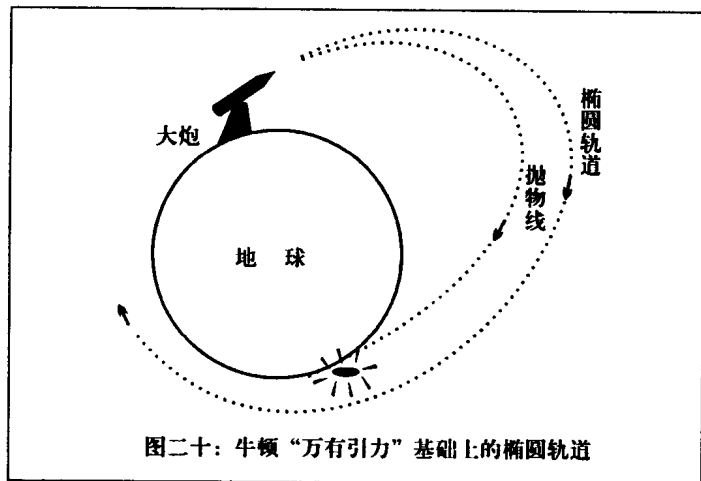 大炮
椭圆轨道
抛物线
地 球
图二十：牛顿“万有引力”基础上的椭圆轨道